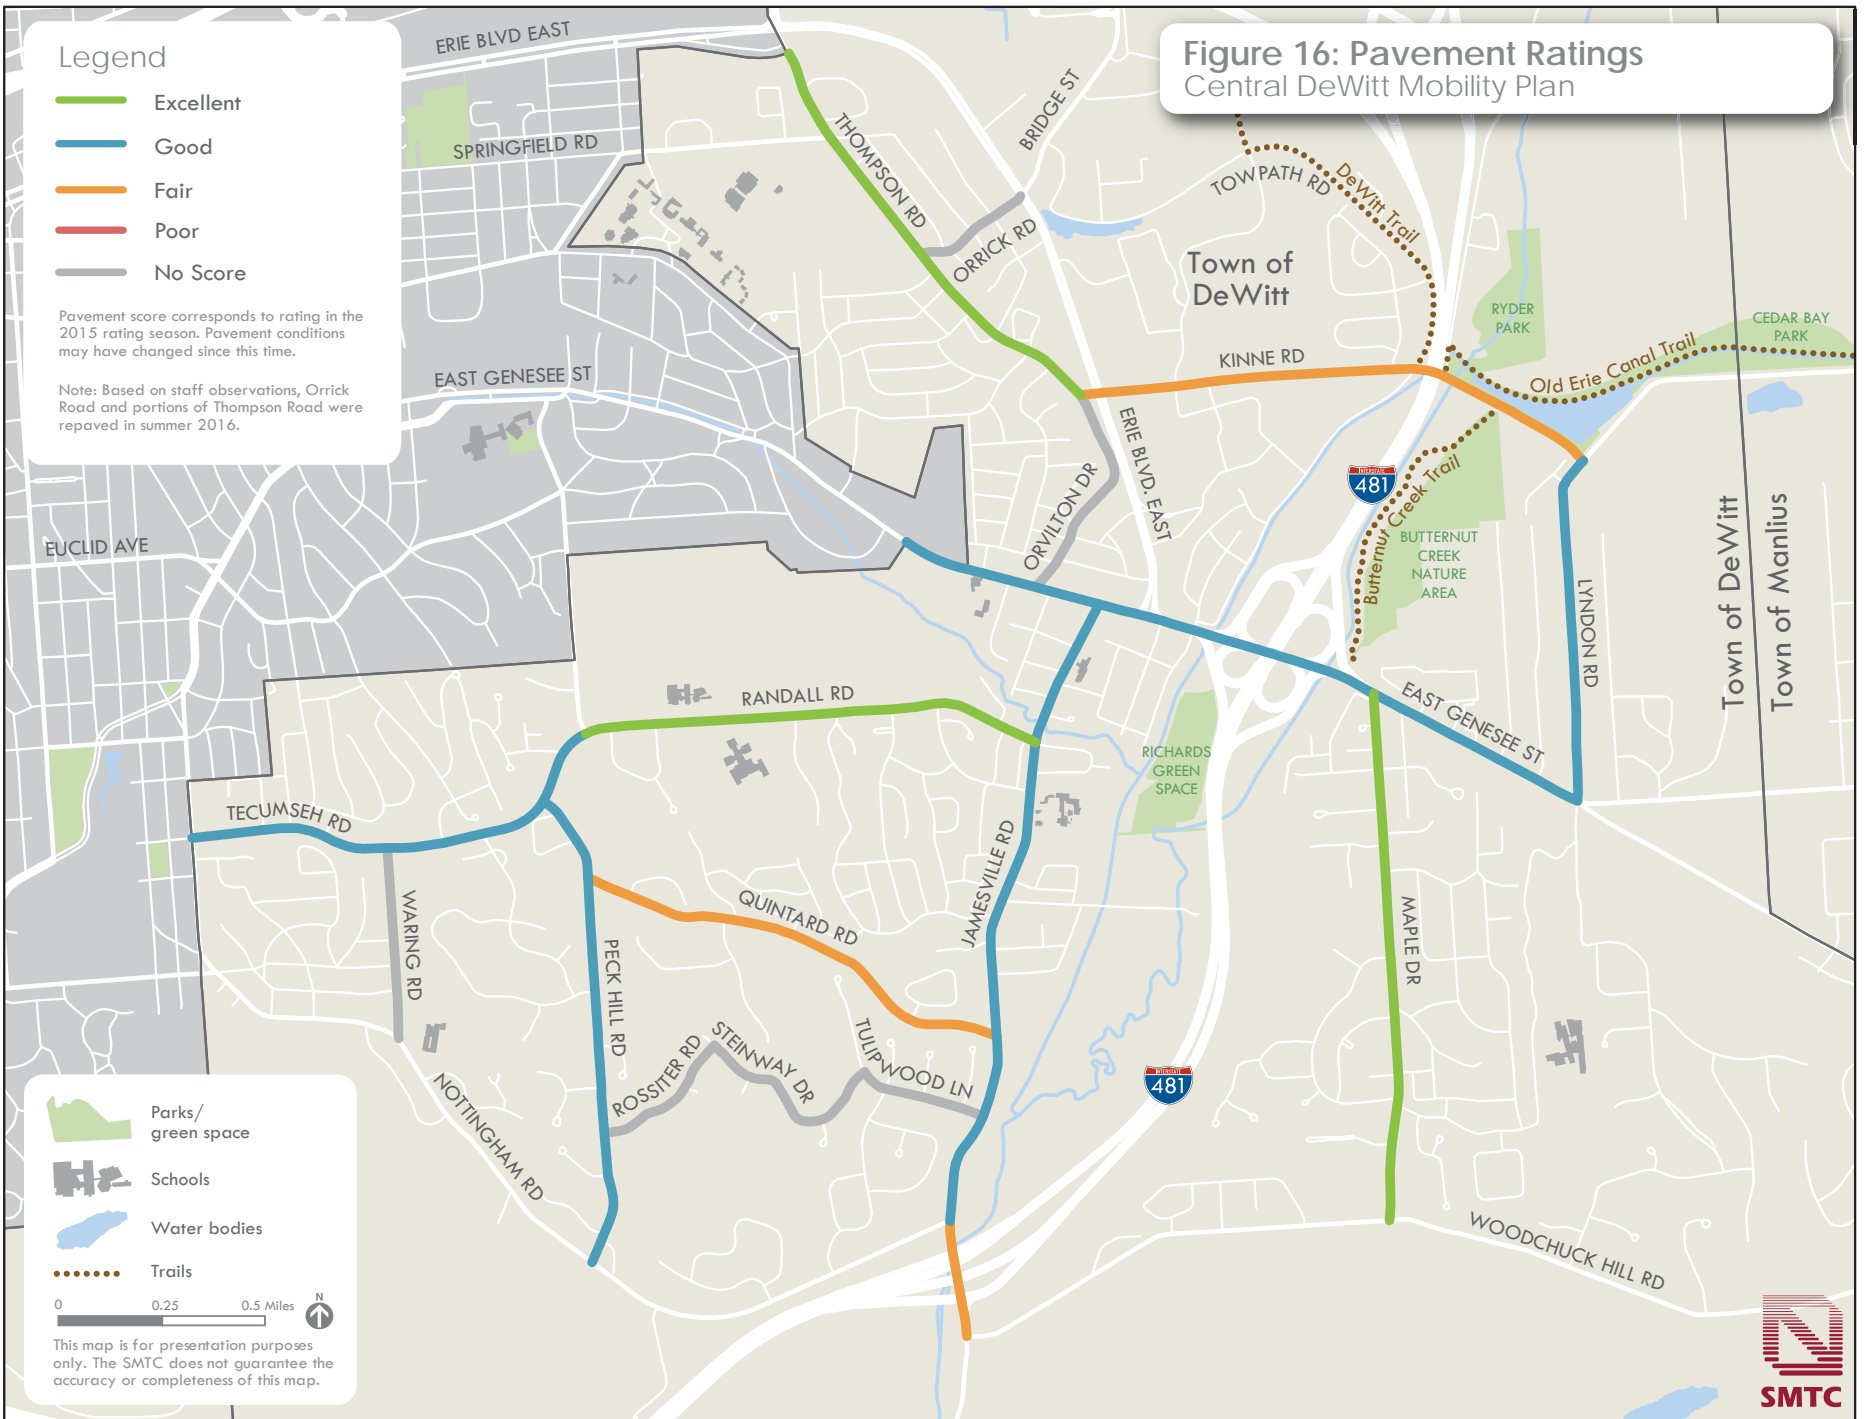 Figure 16: Pavement Ratings
Central DeWitt Mobility Plan
Legend
Excellent
Good
Fair
Poor
No Score
Pavement score corresponds to rating in the
2015 rating season. Pavement conditions
may have changed since this time.
Note: Based on staff observations, Orrick
Road and portions of Thompson Road were
repaved in summer 2016.
ERIE BLVD EAST
SPRINGFIELD RD
EAST GENESEE ST
EUCLID AVE
THOMPSON RD
BRIDGE ST
ORRICK RD
TOWPATH RD
DeWitt Trail
Town of
DeWitt
RYDER
PARK
CEDAR BAY
PARK
KINNE RD
Old Erie Canal Trail
ERIE BLVD. EAST
ORVILTON DR
INTERSTATE
481
Butternut Creek Trail
BUTTERNUT
CREEK
NATURE
AREA
LYNDON RD
Town of DeWitt
Town of Manlius
RANDALL RD
EAST GENESEE ST
RICHARDS
GREEN
SPACE
TECUMSEH RD
JAMESVILLE RD
WARING RD
QUINTARD RD
MAPLE DR
PECK HILL RD
ROSSITER RD
STEINWAY DR
TULIPWOOD LN
INTERSTATE
481
NOTTINGHAM RD
WOODCHUCK HILL RD
Parks/
green space
Schools
Water bodies
Trails
0 0.25 0.5 Miles
N
This map is for presentation purposes
only. The SMTC does not guarantee the
accuracy or completeness of this map.
SMTC